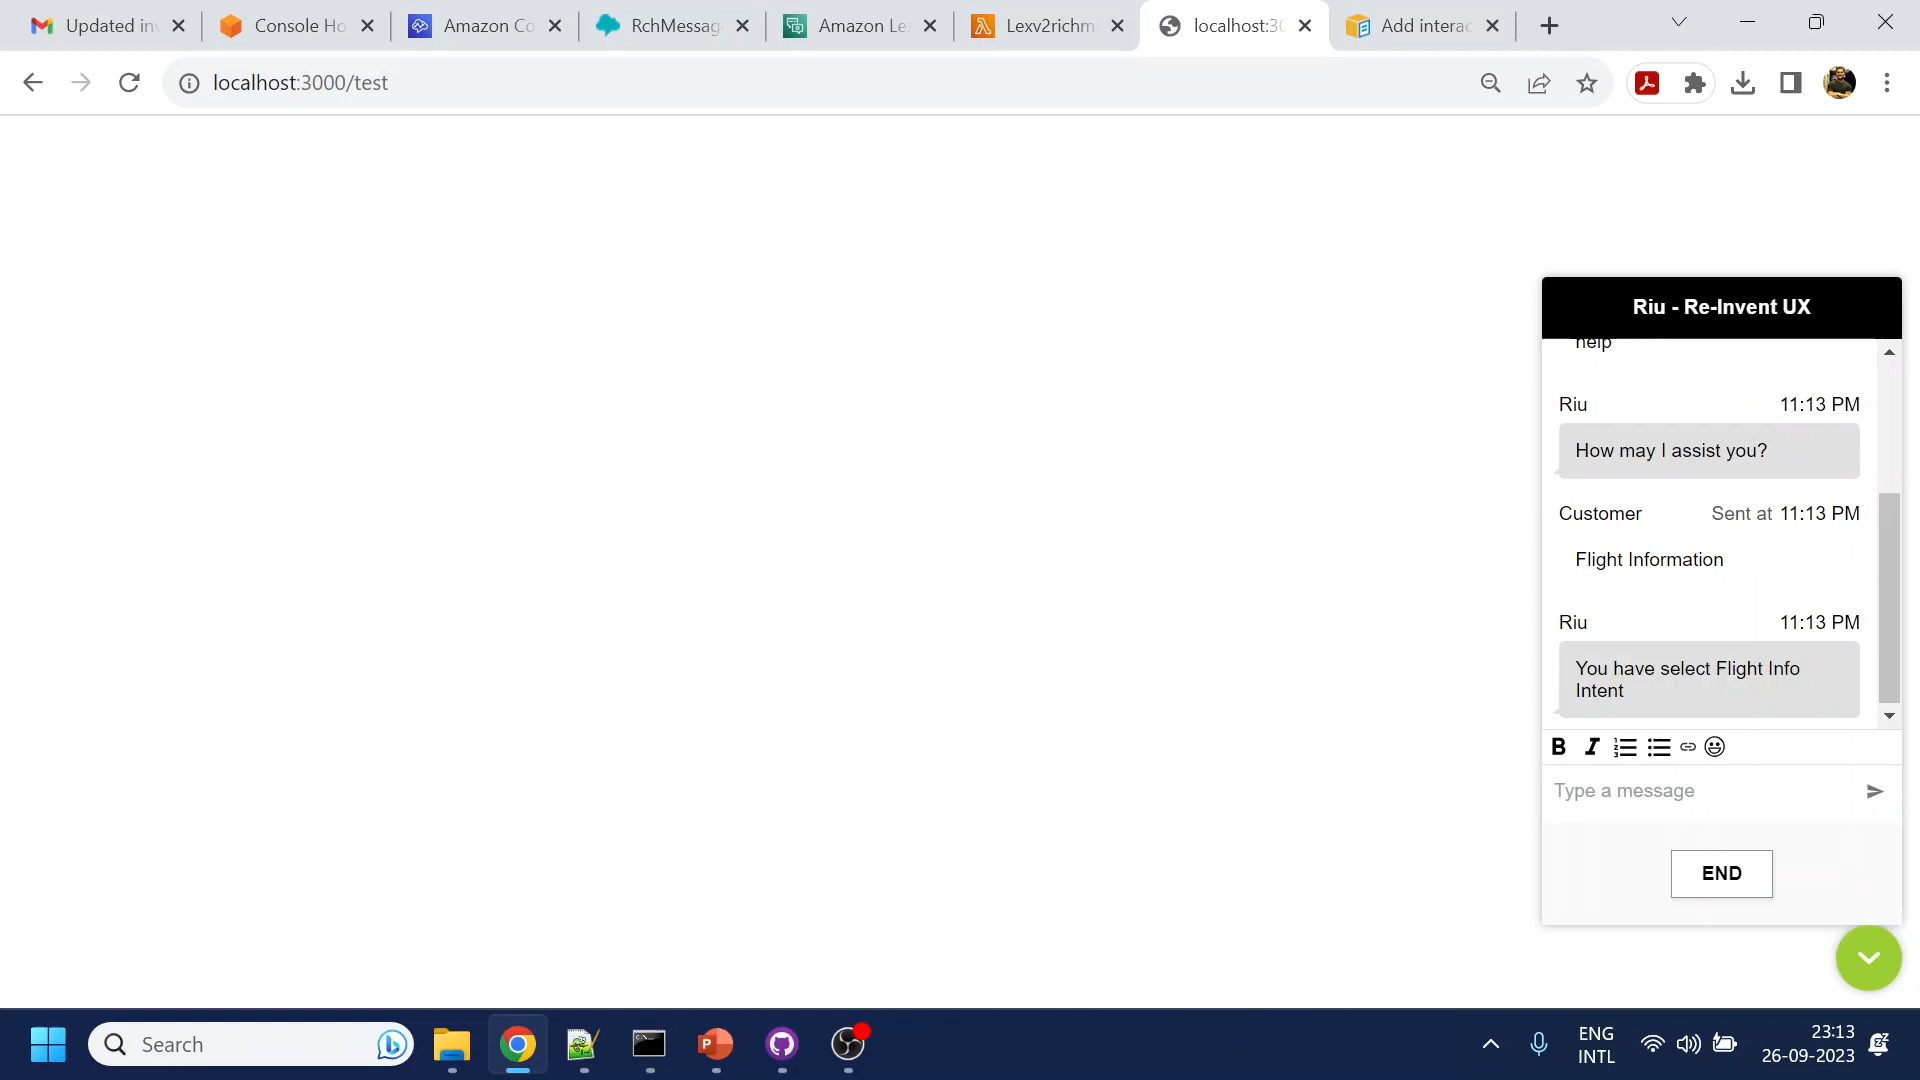 Updated in
Console Ho
Amazon Co
RchMessag
Amazon Le
Lexv2richm
localhost:30
Add interac
localhost:3000/test
Riu - Re-Invent UX
help
Riu 11:13 PM
How may I assist you?
Customer Sent at 11:13 PM
Flight Information
Riu 11:13 PM
You have select Flight Info
Intent
B I
Type a message
END
Search
ENG
INTL
23:13
26-09-2023